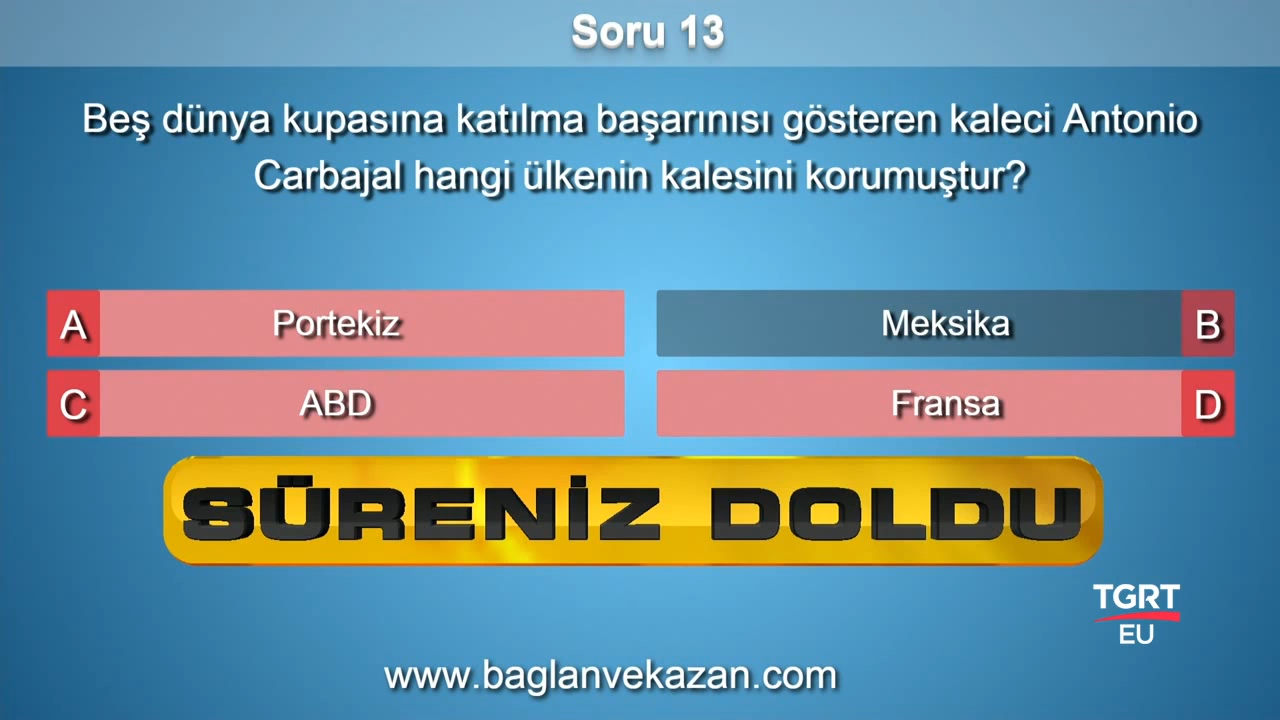 Soru 13
Beş dünya kupasına katılma başarınısı gösteren kaleci Antonio
Carbajal hangi ülkenin kalesini korumuştur?
A Portekiz
Meksika B
C ABD
Fransa D
SÜRENİZ DOLDU
TGRT
EU
www.baglanvekazan.com